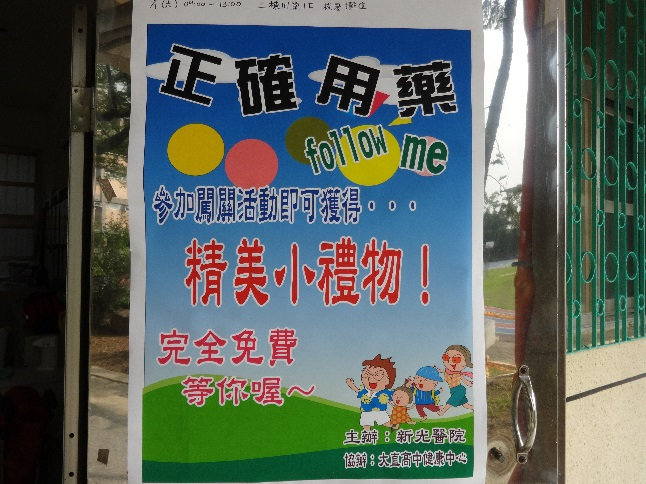 正確用藥
follow me
參加闖關活動即可獲得···
精美小禮物！
完全免費
等你喔～
主辦：新光醫院
協辦：大直高中健康中心